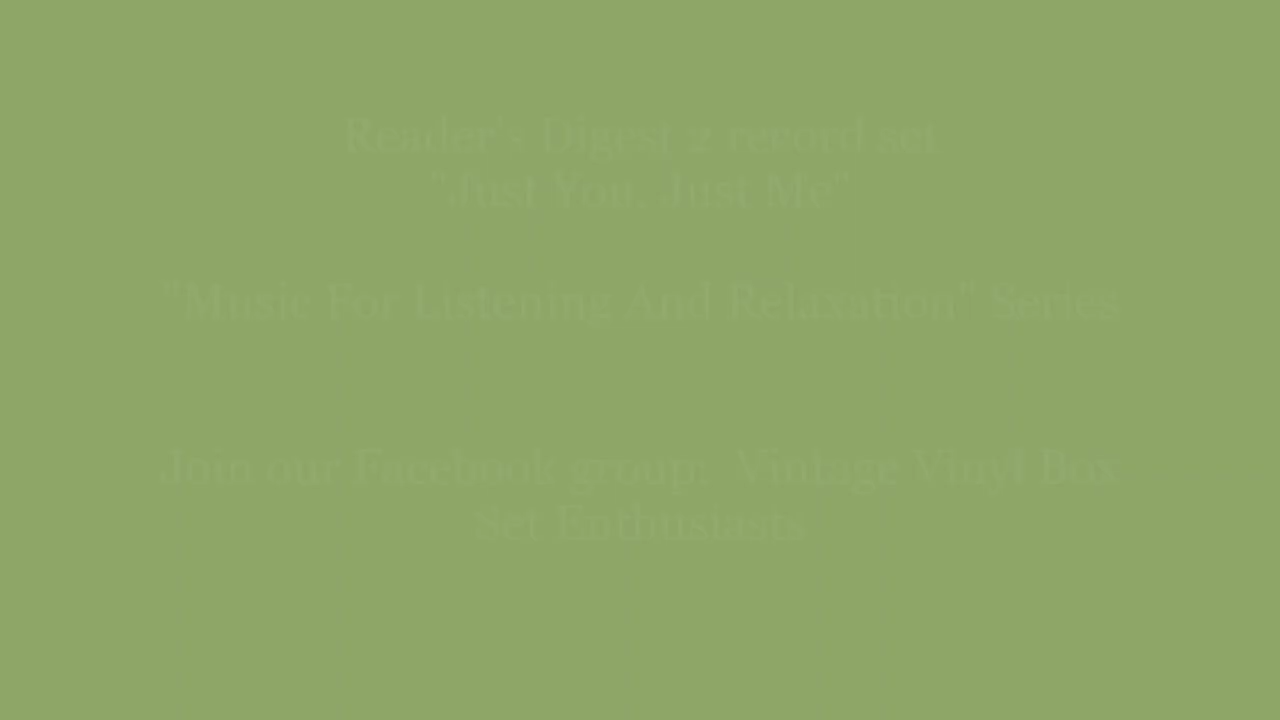 Reader's Digest 2 record set
"Just You, Just Me"
"Music For Listening And Relaxation" Series
Join our Facebook group: Vintage Vinyl Box
Set Enthusiasts